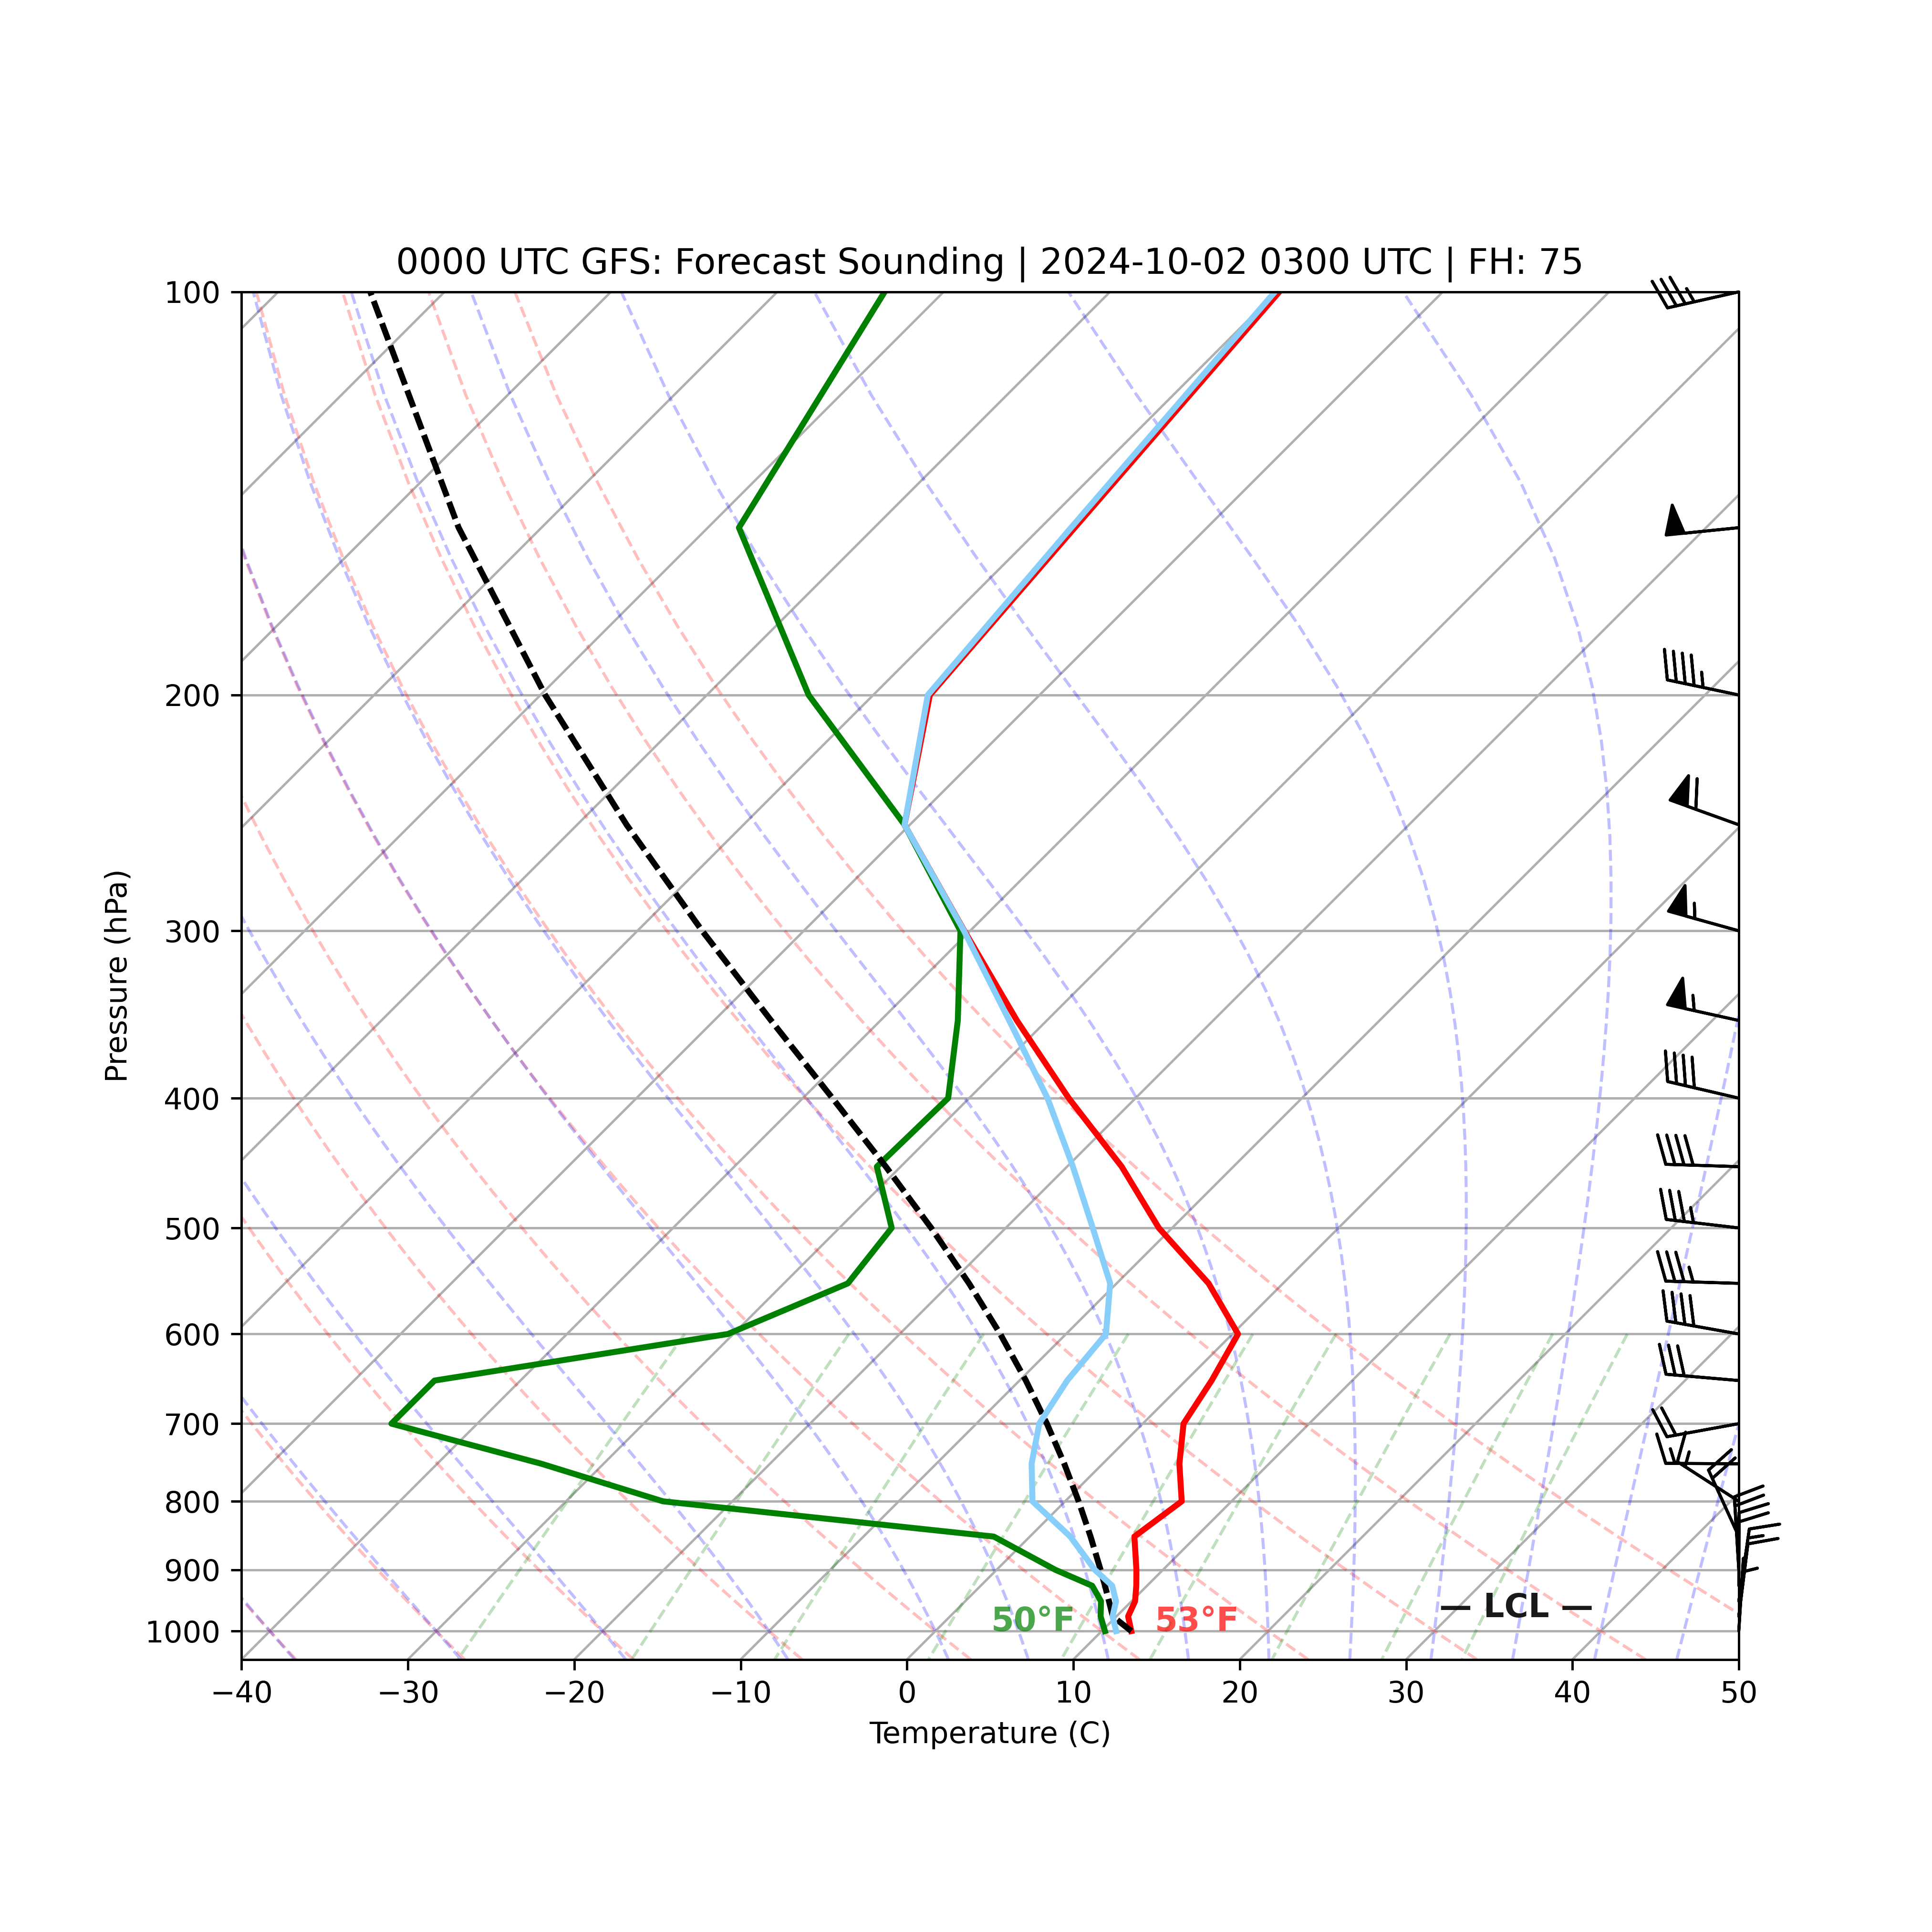 0000 UTC GFS: Forecast Sounding | 2024-10-02 0300 UTC | FH: 75
100
200
300
400
500
600
700
800
900
1000
Pressure (hPa)
50°F 53°F — LCL —
−40 −30 −20 −10 0 10 20 30 40 50
Temperature (C)